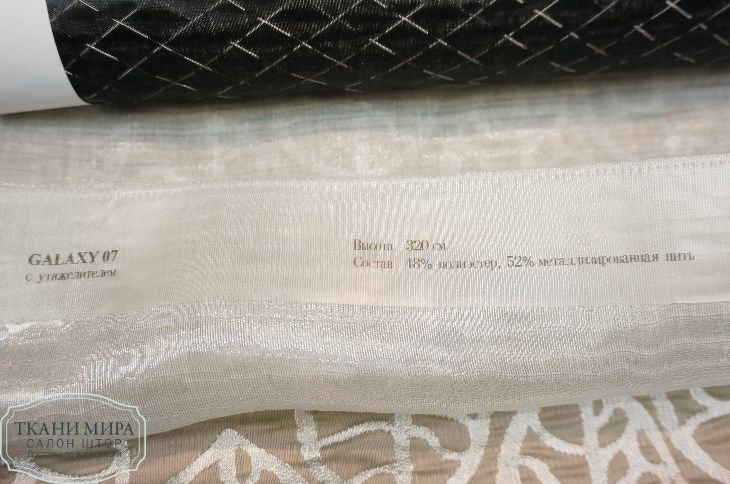 GALAXY 07
с утяжелителем
Высота 320 см
Состав 48% полиэстер, 52% металлизированная нить
ТКАНИ МИРА
САЛОН ШТОР